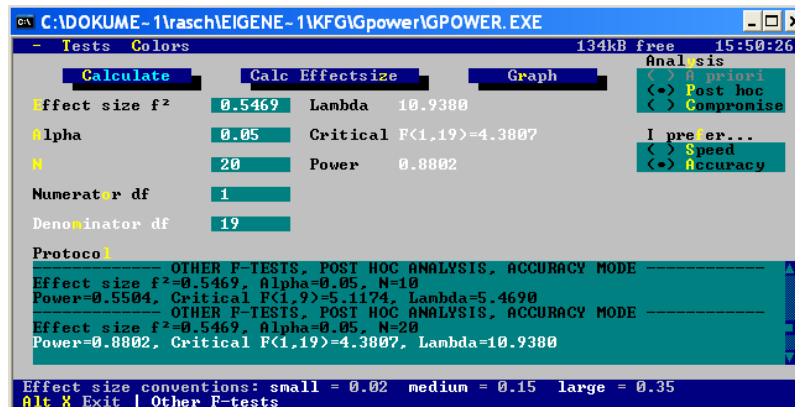 C:\DOKUME~1\rasch\EIGENE~1\KFG\Gpower\GPOWER.EXE
- Tests Colors 134kB free 15:50:26
Calculate Calc Effectsize Graph
Analysis
( ) A priori
(•) Post hoc
( ) Compromise
Effect size f² 0.5469 Lambda 10.9380
Alpha 0.05 Critical F(1,19)=4.3807
I prefer...
( ) Speed
(•) Accuracy
N 20 Power 0.8802
Numerator df 1
Denominator df 19
Protocol
------------- OTHER F-TESTS, POST HOC ANALYSIS, ACCURACY MODE ------------
Effect size f²=0.5469, Alpha=0.05, N=10
Power=0.5504, Critical F(1,9)=5.1174, Lambda=5.4690
------------- OTHER F-TESTS, POST HOC ANALYSIS, ACCURACY MODE ------------
Effect size f²=0.5469, Alpha=0.05, N=20
Power=0.8802, Critical F(1,19)=4.3807, Lambda=10.9380
Effect size conventions: small = 0.02 medium = 0.15 large = 0.35
Alt X Exit | Other F-tests